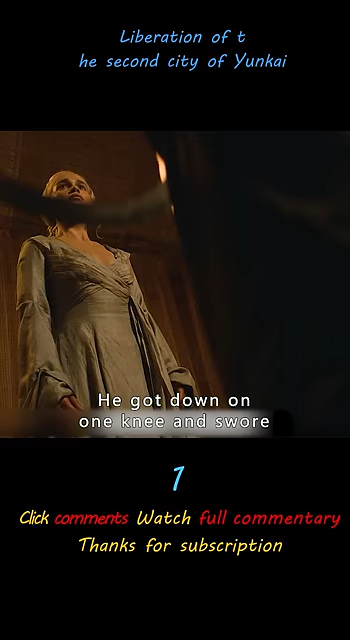 Liberation of t
he second city of Yunkai
He got down on
one knee and swore
1
Click comments Watch full commentary
Thanks for subscription